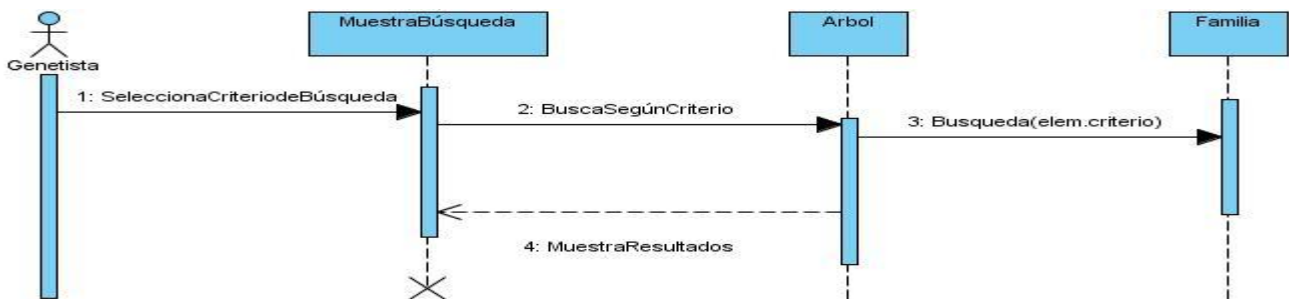 MuestraBúsqueda
Arbol
Familia
Genetista
1: SeleccionaCriteriodeBúsqueda
2: BuscaSegúnCriterio
3: Busqueda(elem.criterio)
4: MuestraResultados